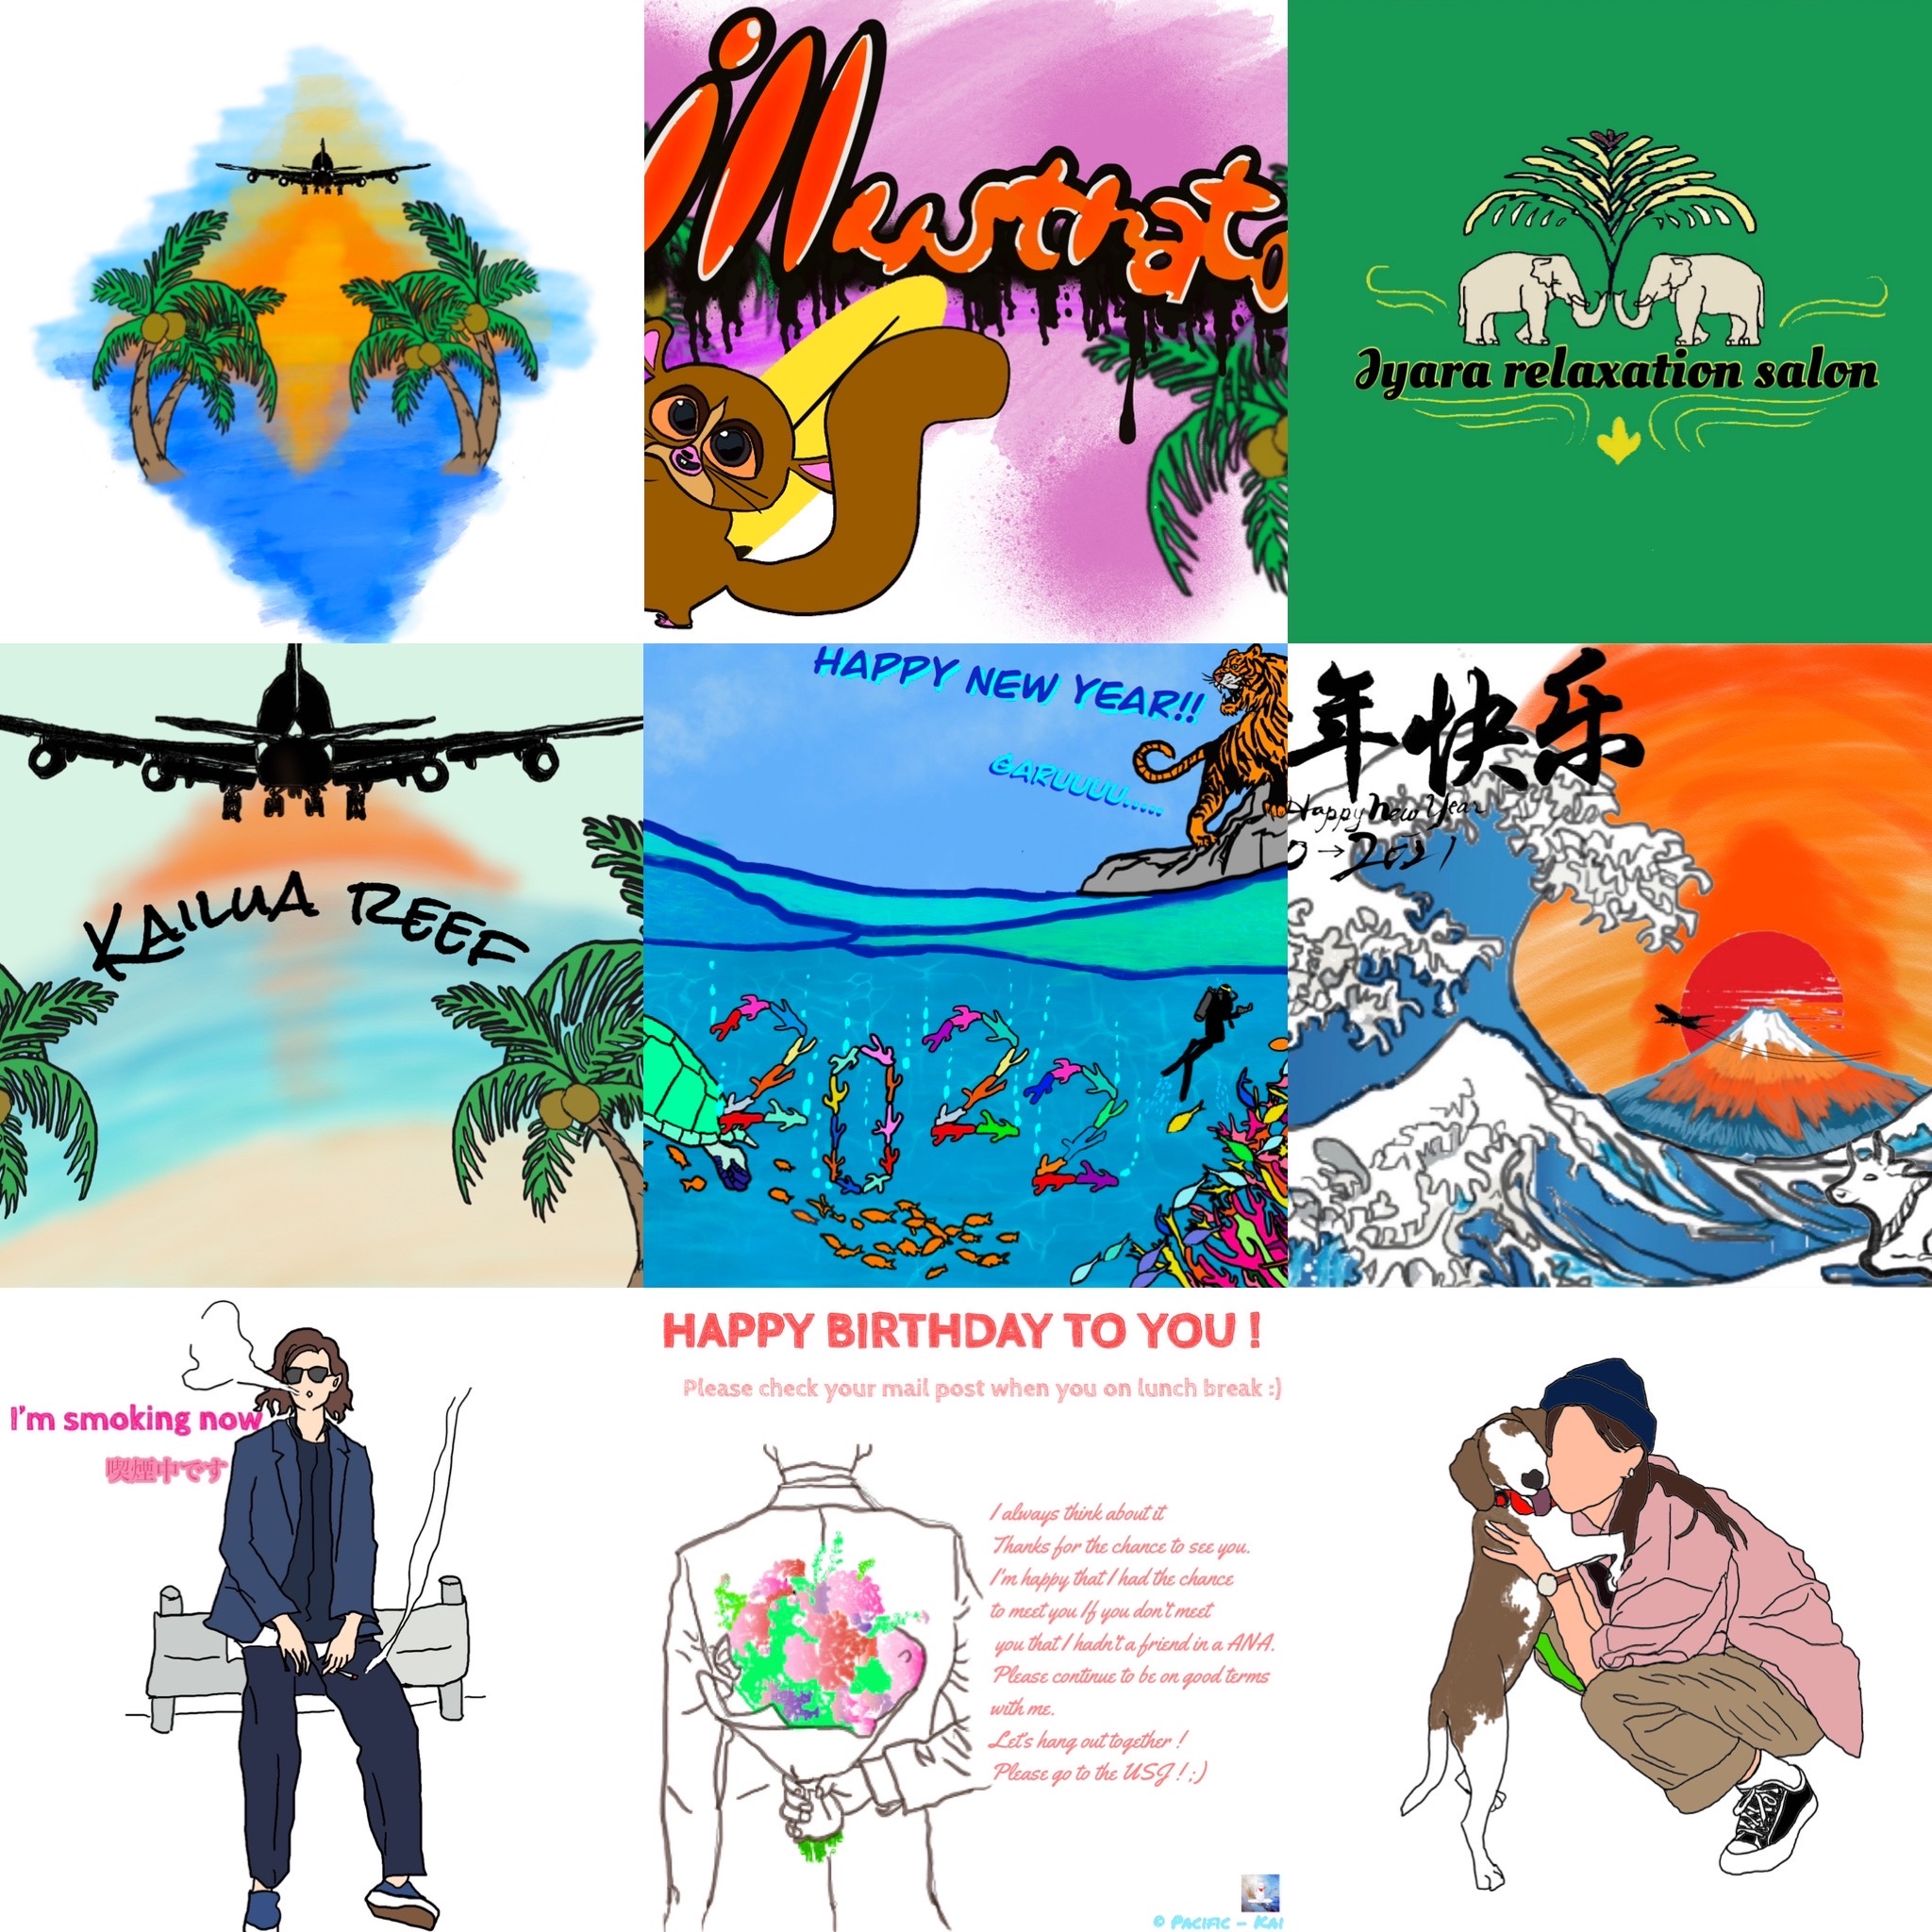 illustrato
Jyara relaxation salon
KAILUA REEF
HAPPY NEW YEAR!!
GARUUUU.....
2022
年快乐
Happy New Year
0→2021
I'm smoking now
喫煙中です
HAPPY BIRTHDAY TO YOU !
Please check your mail post when you on lunch break :)
I always think about it
Thanks for the chance to see you.
I'm happy that I had the chance
to meet you If you don't meet
you that I hadn't a friend in a ANA.
Please continue to be on good terms
with me.
Let's hang out together !
Please go to the USJ ! ;)
© PACIFIC - KAI